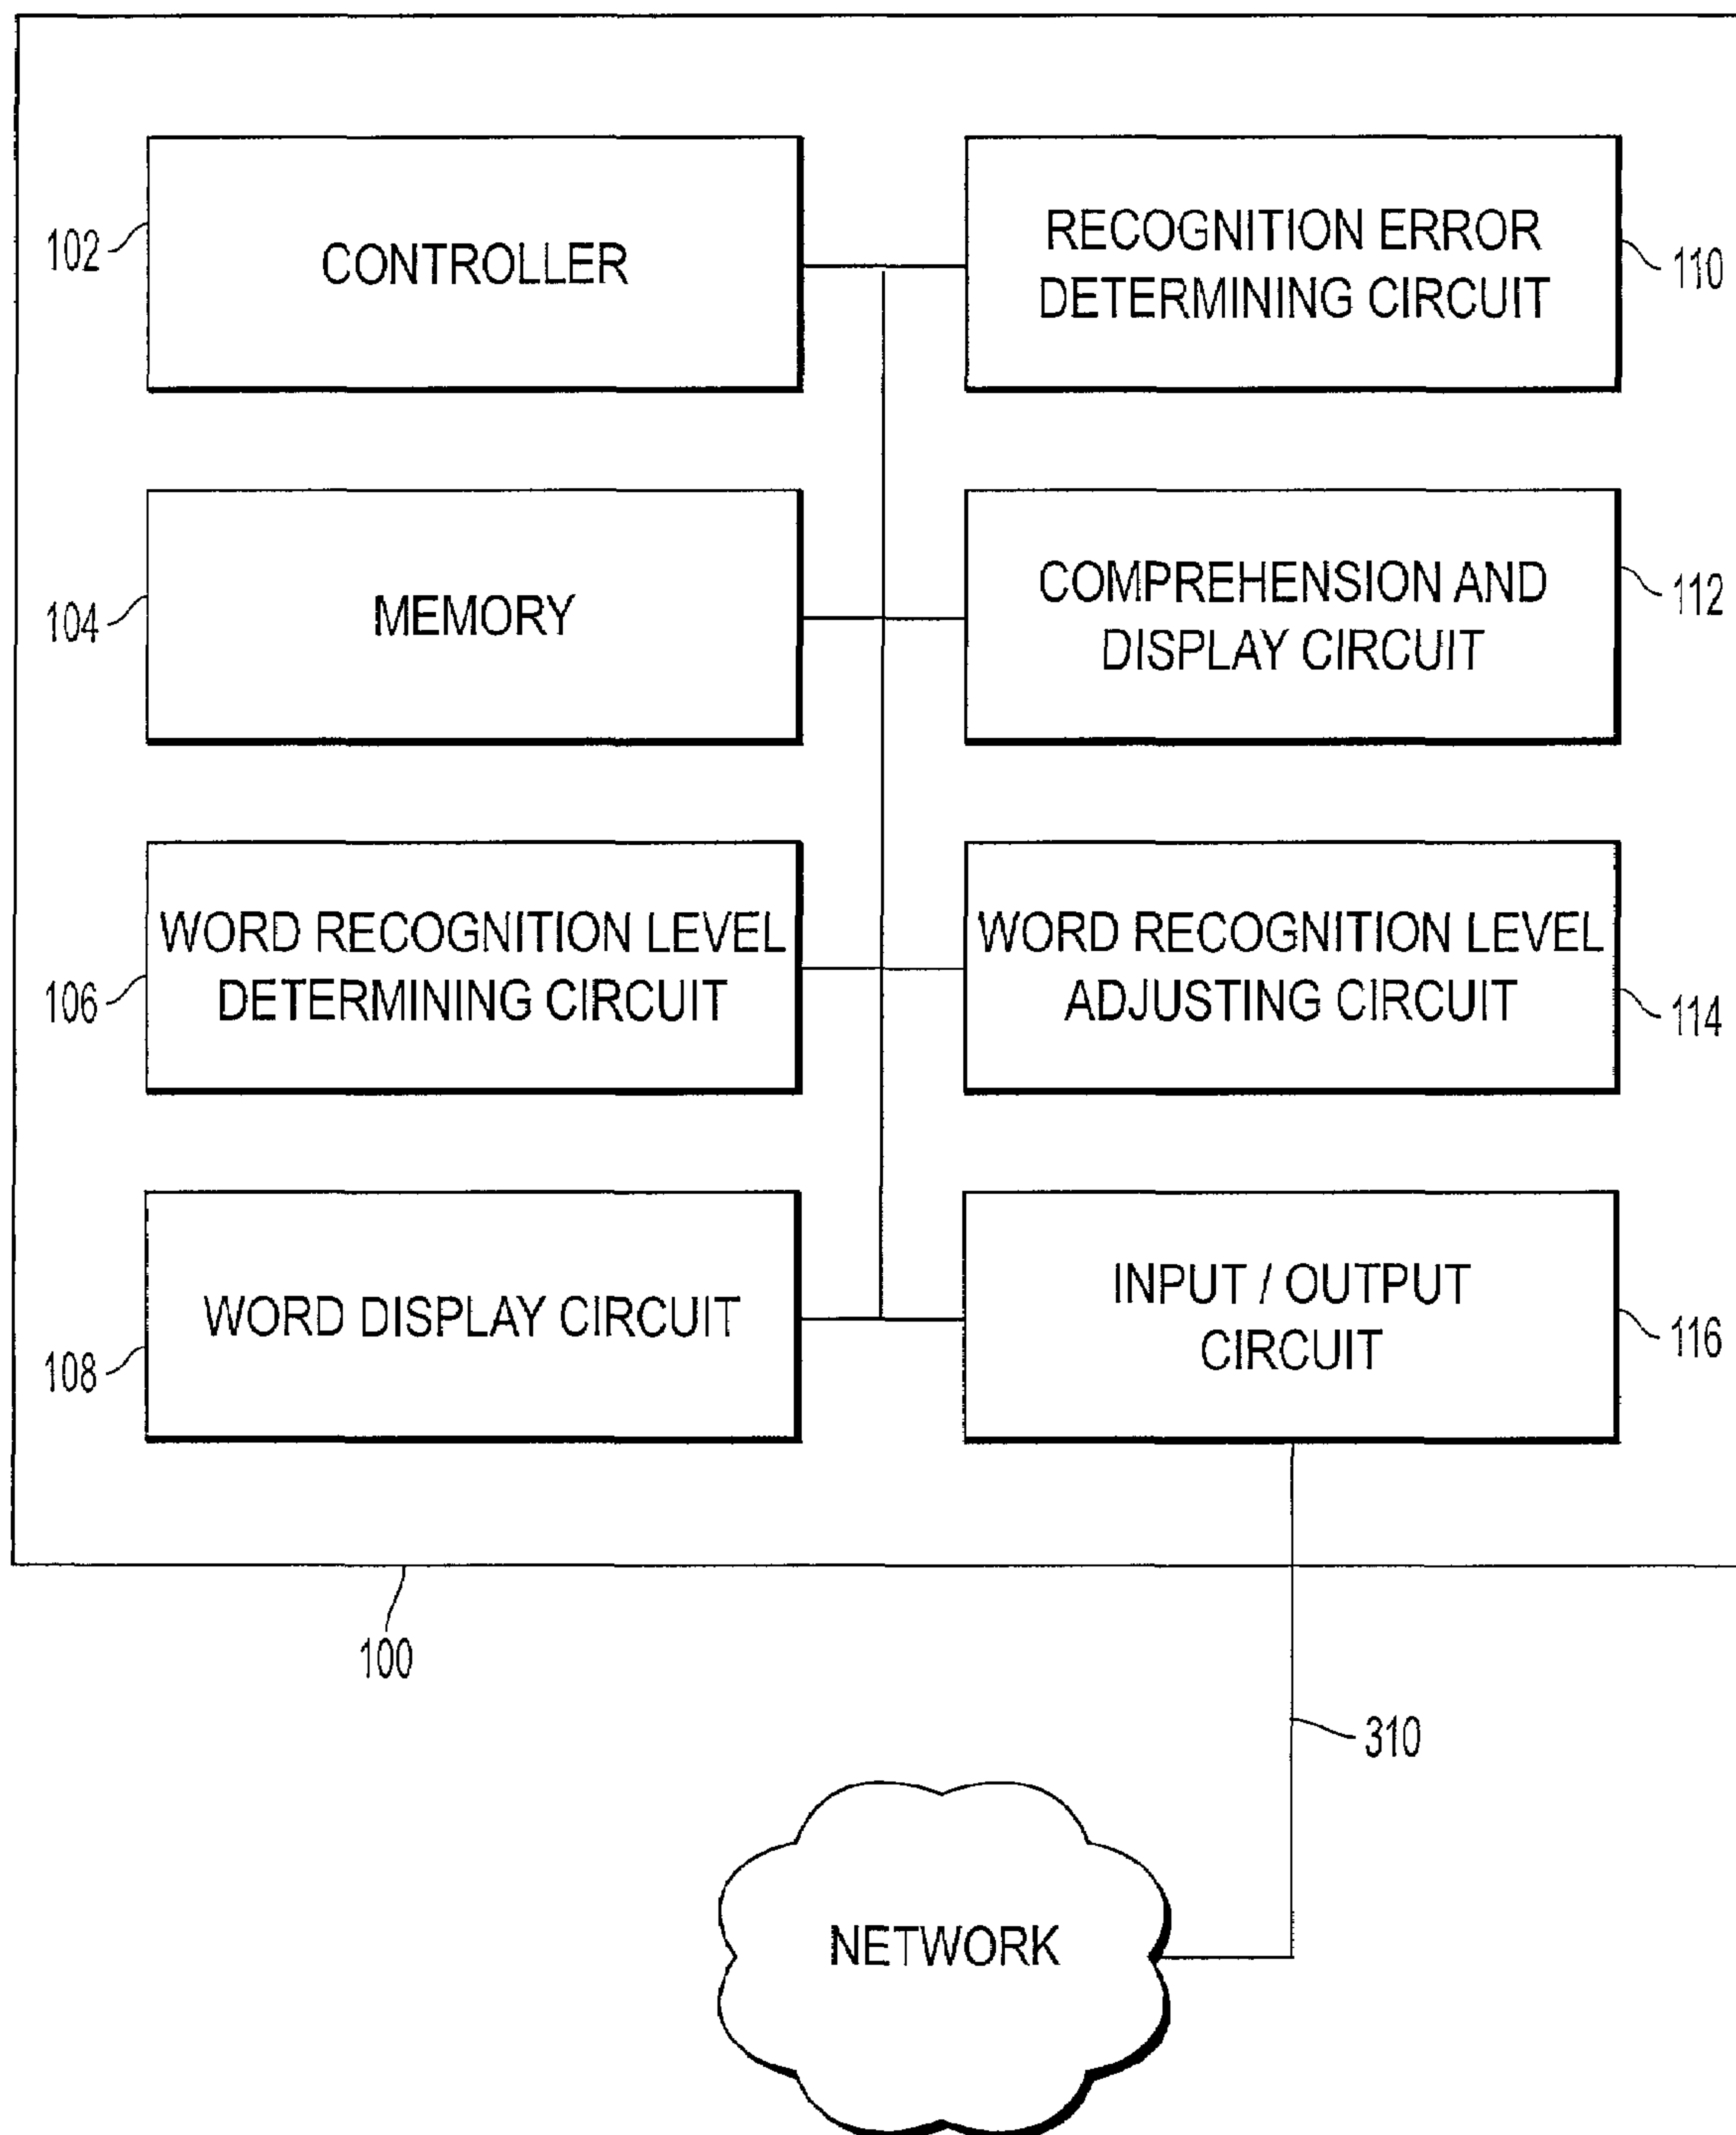 102
CONTROLLER
RECOGNITION ERROR
DETERMINING CIRCUIT
110
104
MEMORY
COMPREHENSION AND
DISPLAY CIRCUIT
112
106
WORD RECOGNITION LEVEL
DETERMINING CIRCUIT
WORD RECOGNITION LEVEL
ADJUSTING CIRCUIT
114
108
WORD DISPLAY CIRCUIT
INPUT / OUTPUT
CIRCUIT
116
100
310
NETWORK